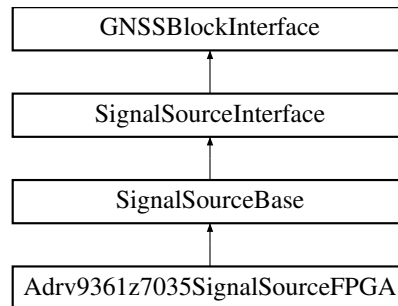 GNSSBlockInterface
SignalSourceInterface
SignalSourceBase
Adrv9361z7035SignalSourceFPGA